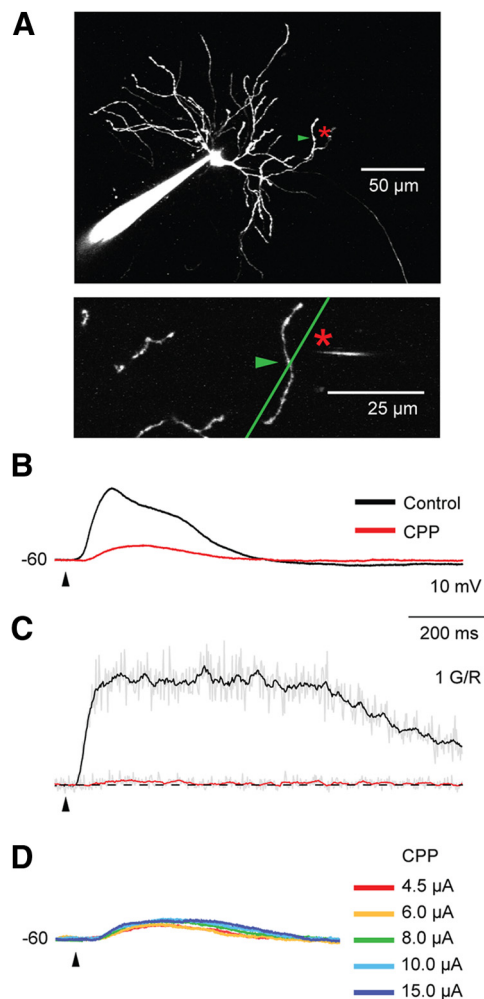 A
*
50 µm
*
25 µm
B
Control
CPP
-60
10 mV
C
200 ms
1 G/R
D
CPP
4.5 µA
-60
6.0 µA
8.0 µA
10.0 µA
15.0 µA